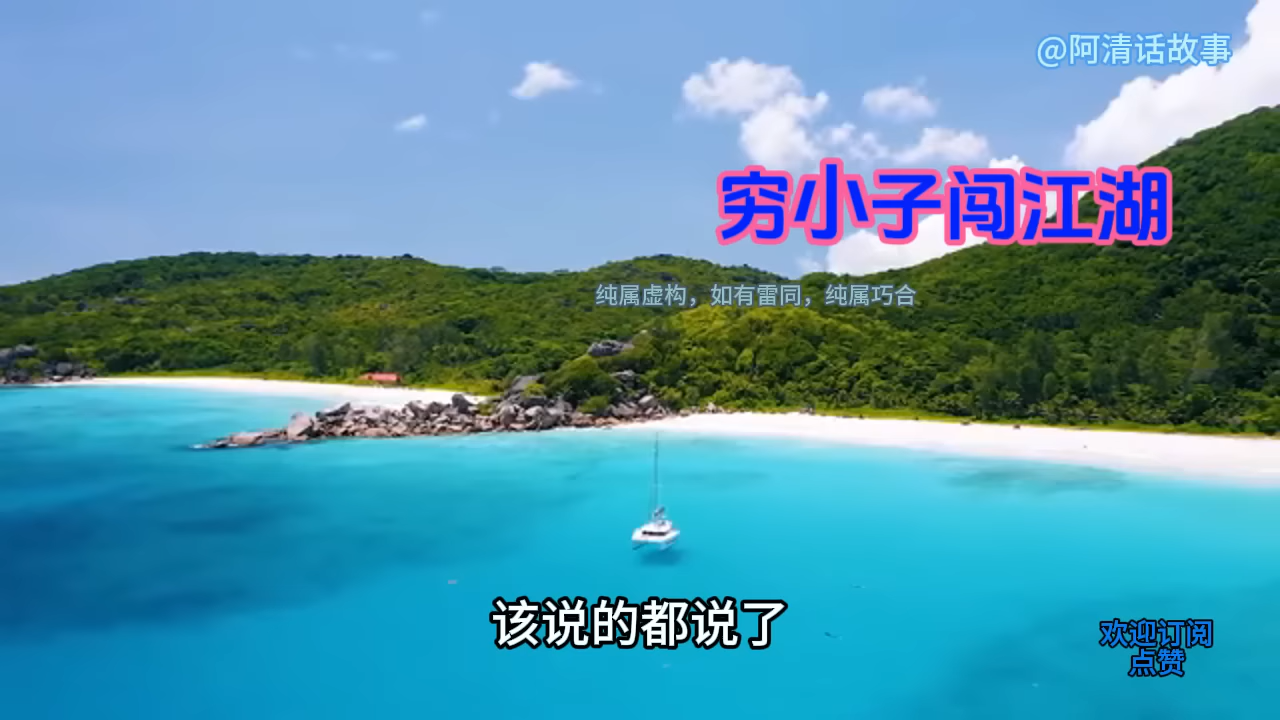 @阿清话故事
穷小子闯江湖
纯属虚构，如有雷同，纯属巧合
该说的都说了
欢迎订阅
点赞